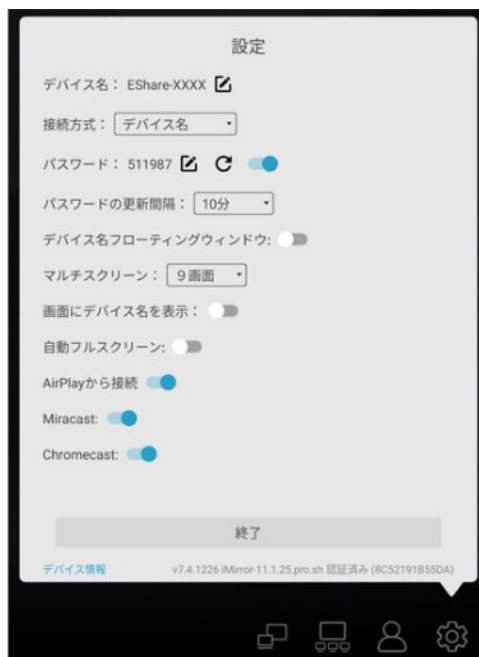 設定
デバイス名： EShare-XXXX
接続方式： デバイス名
パスワード： 511987
パスワードの更新間隔： 10分
デバイス名フローティングウィンドウ:
マルチスクリーン： 9画面
画面にデバイス名を表示：
自動フルスクリーン:
AirPlayから接続
Miracast:
Chromecast:
終了
デバイス情報 v7.4.1226 iMirror-11.1.25.pro.sh 認証済み (8C52191B55DA)